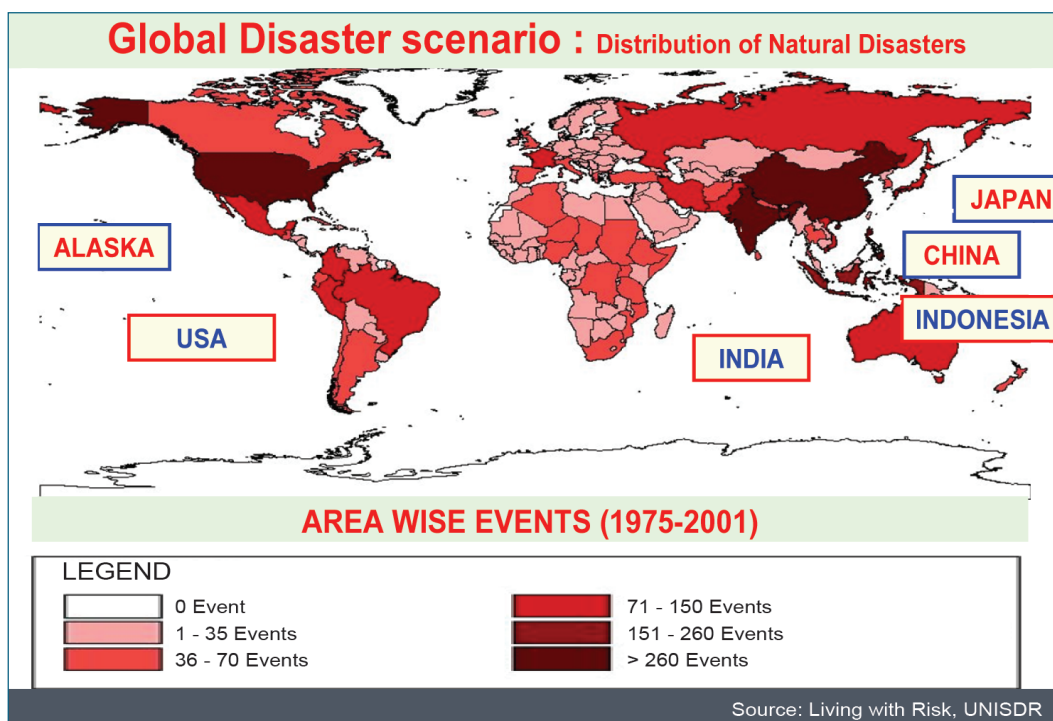 Global Disaster scenario : Distribution of Natural Disasters
JAPAN
ALASKA
CHINA
INDONESIA
USA
INDIA
AREA WISE EVENTS (1975-2001)
LEGEND
0 Event
1 - 35 Events
36 - 70 Events
71 - 150 Events
151 - 260 Events
> 260 Events
Source: Living with Risk, UNISDR